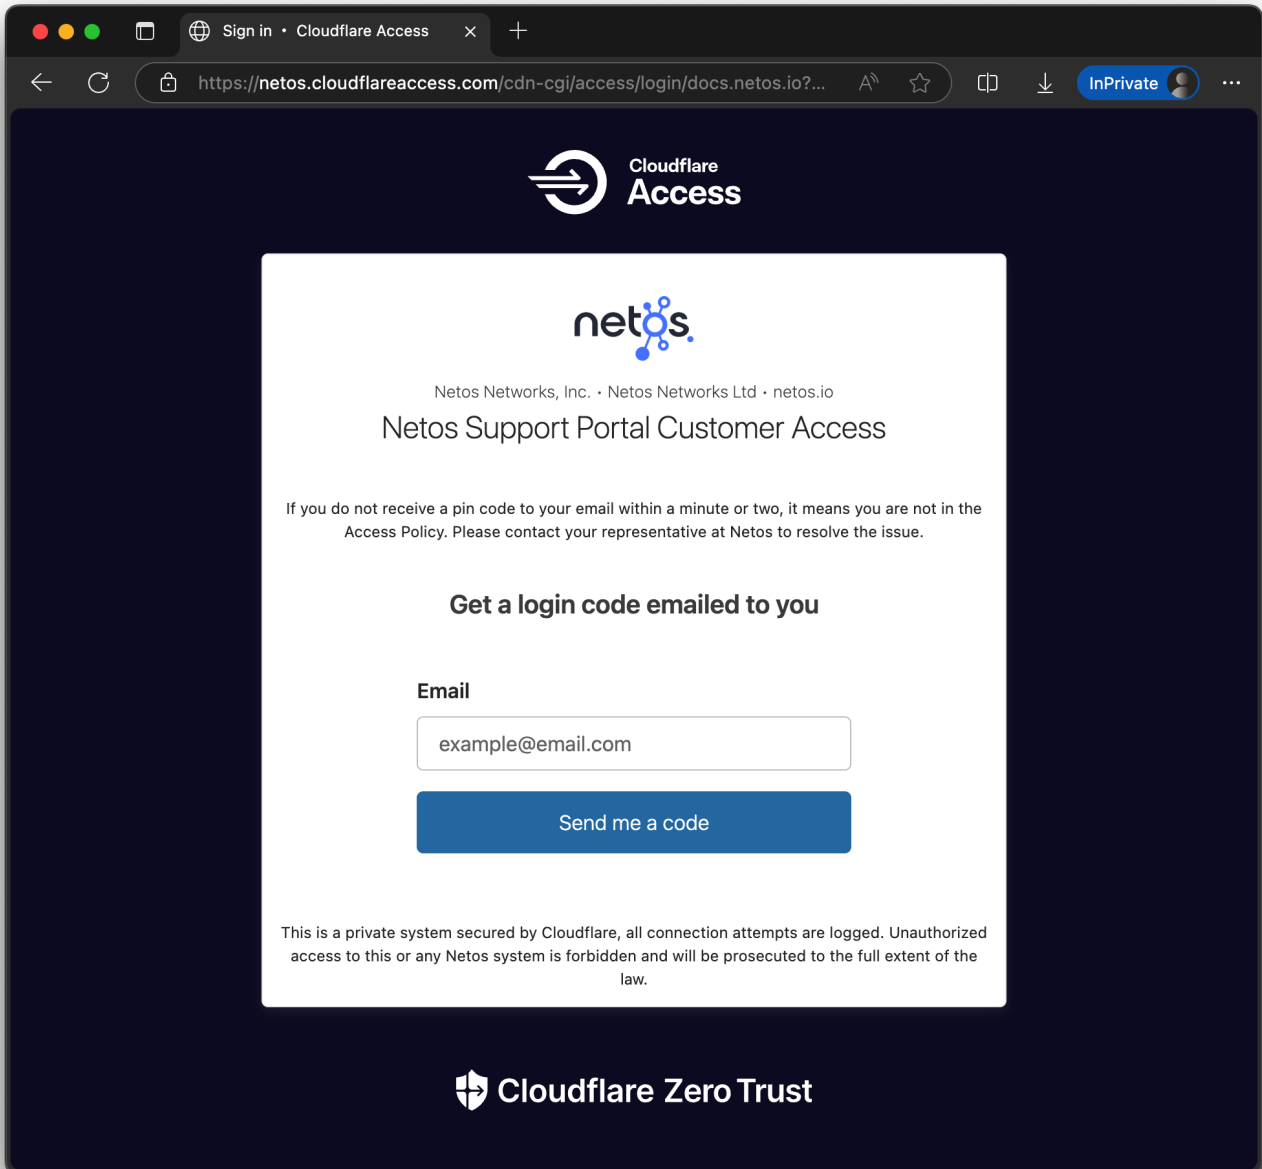 Sign in • Cloudflare Access
https://netos.cloudflareaccess.com/cdn-cgi/access/login/docs.netos.io?...
InPrivate
Cloudflare
Access
netos.
Netos Networks, Inc. • Netos Networks Ltd • netos.io
Netos Support Portal Customer Access
If you do not receive a pin code to your email within a minute or two, it means you are not in the
Access Policy. Please contact your representative at Netos to resolve the issue.
Get a login code emailed to you
Email
example@email.com
Send me a code
This is a private system secured by Cloudflare, all connection attempts are logged. Unauthorized
access to this or any Netos system is forbidden and will be prosecuted to the full extent of the
law.
Cloudflare Zero Trust